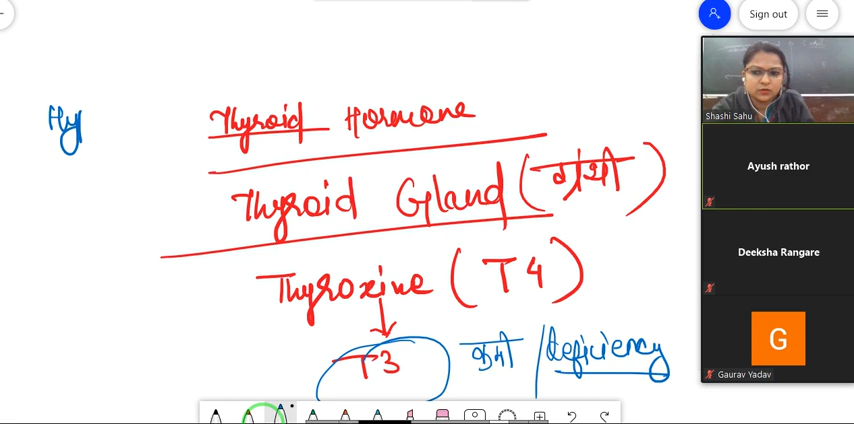 Sign out
Hy
Thyroid Hormone
Thyroid Gland (ग्रंथी)
Thyroxine (T4)
T3
कमी / deficiency
Shashi Sahu
Ayush rathor
Deeksha Rangare
G
Gaurav Yadav